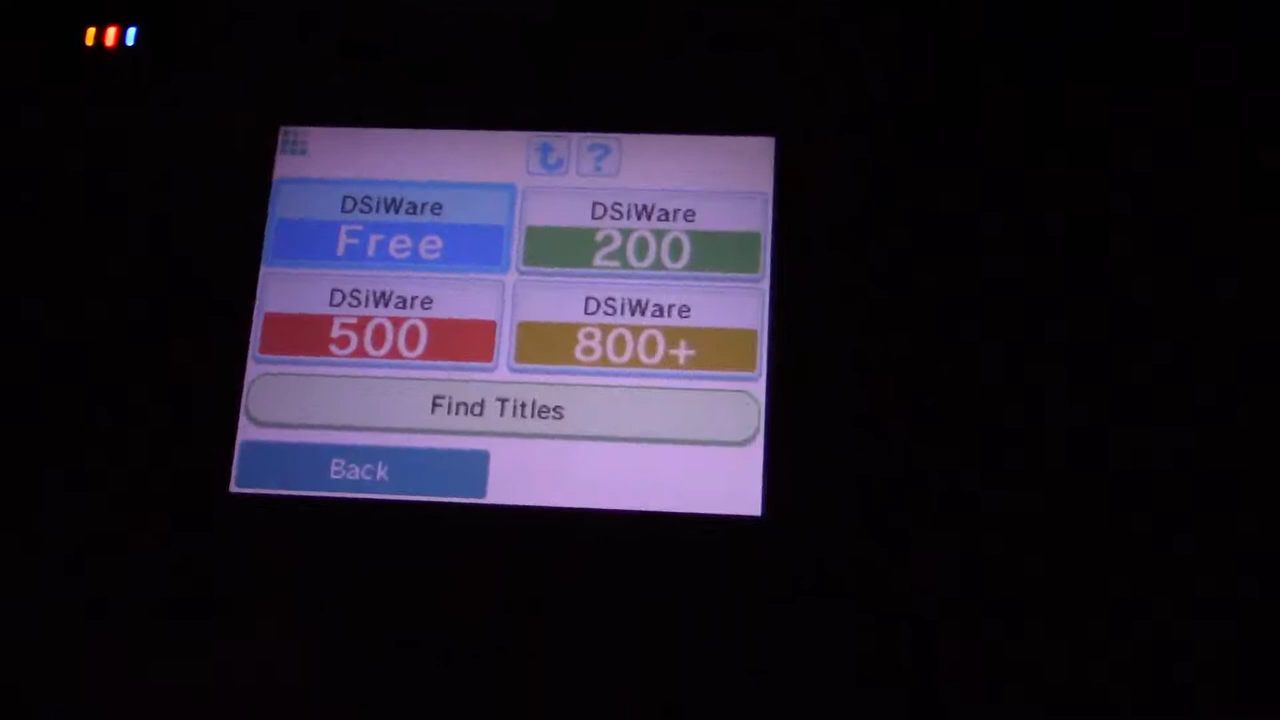 ?
DSiWare
Free
DSiWare
200
DSiWare
500
DSiWare
800+
Find Titles
Back